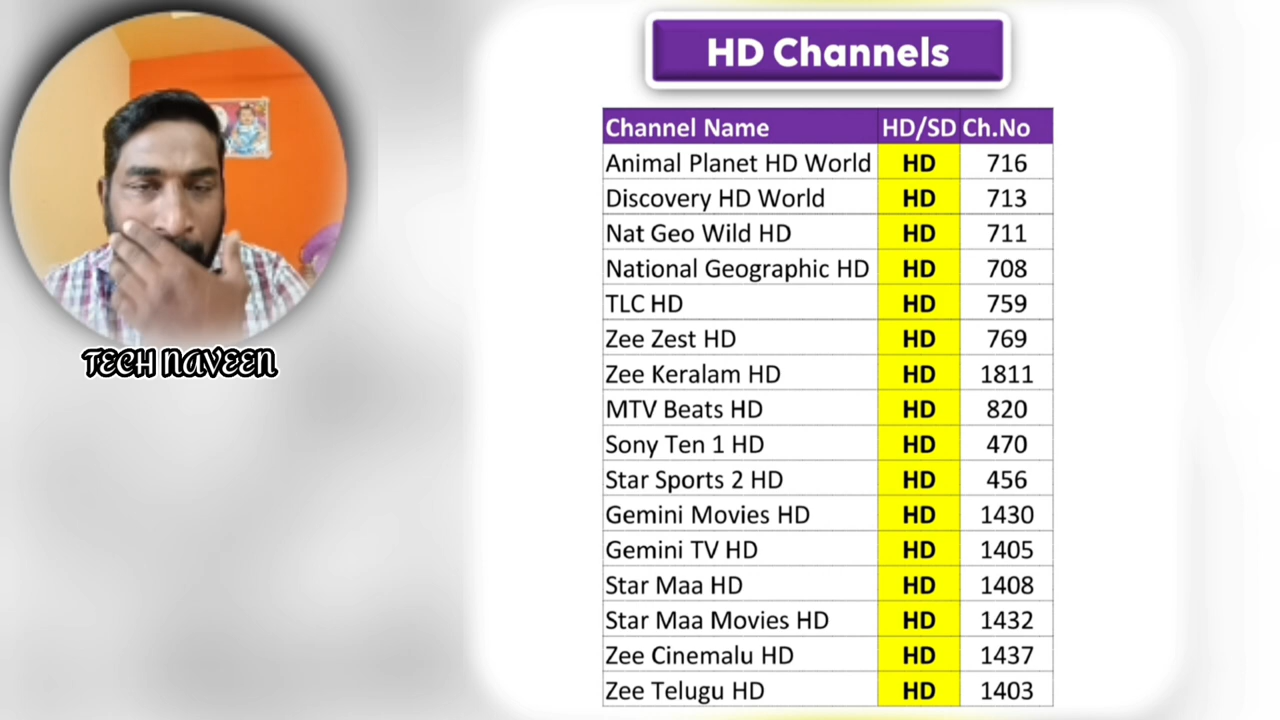 HD Channels
Channel Name HD/SD Ch.No
Animal Planet HD World HD 716
Discovery HD World HD 713
Nat Geo Wild HD HD 711
National Geographic HD HD 708
TLC HD HD 759
Zee Zest HD HD 769
Zee Keralam HD HD 1811
MTV Beats HD HD 820
Sony Ten 1 HD HD 470
Star Sports 2 HD HD 456
Gemini Movies HD HD 1430
Gemini TV HD HD 1405
Star Maa HD HD 1408
Star Maa Movies HD HD 1432
Zee Cinemalu HD HD 1437
Zee Telugu HD HD 1403
TECH NAVEEN